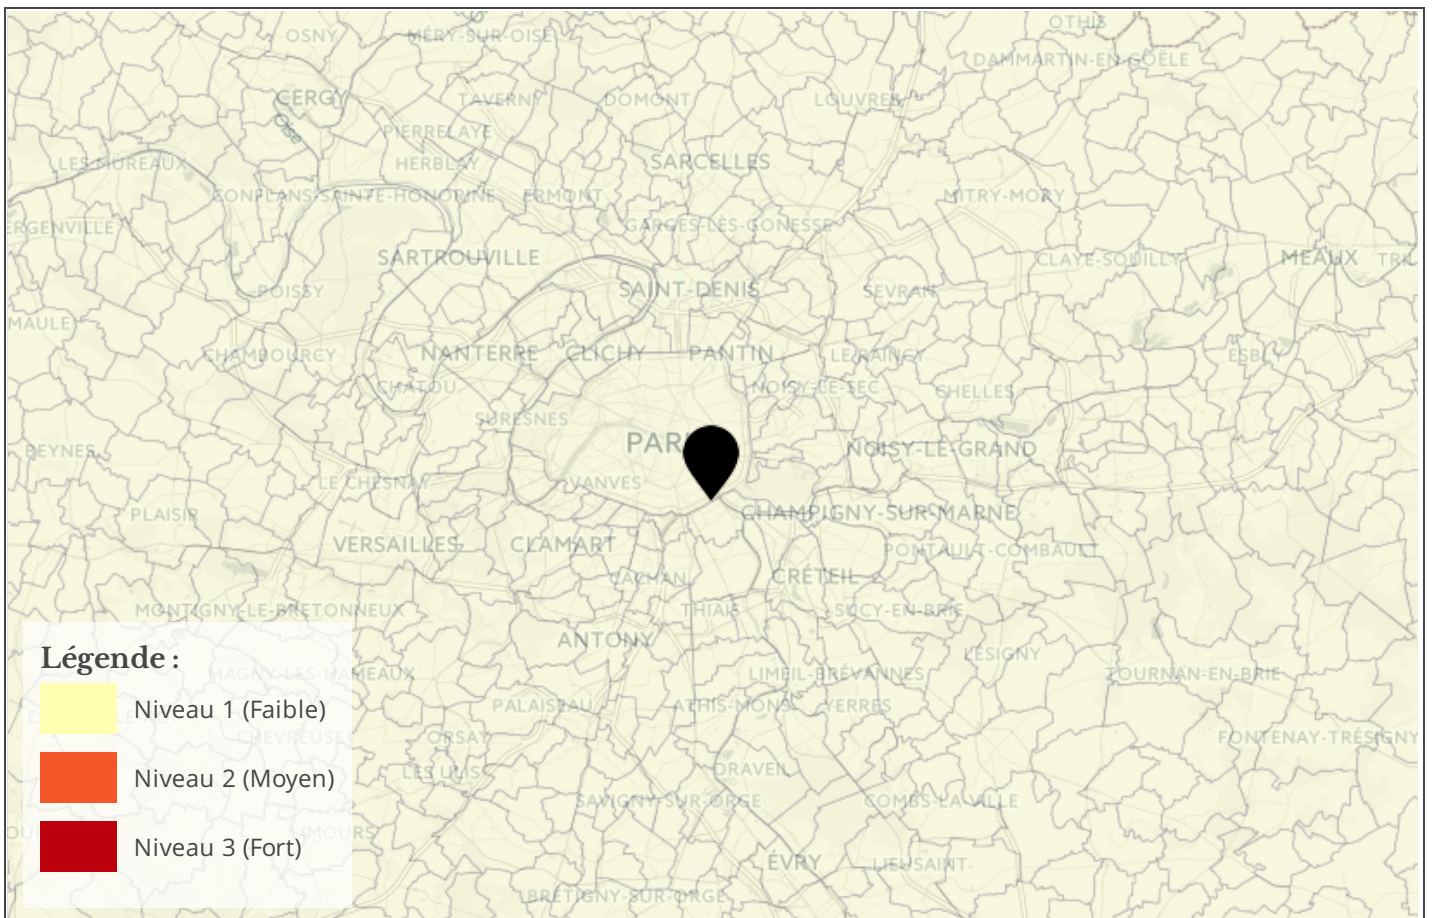 OTHIS
OSNY
MÉRY-SUR-OISE
DAMMARTIN-EN-GOËLE
CERGY
TAVERNY
DOMONT
LOUVRES
Oise
PIERRELAYE
LES-MUREAUX
HERBLAY
SARCELLES
CONFLANS-SAINTE-HONORINE
ERMONT
MITRY-MORY
ERGENVILLE
GARGES-LÈS-GONESSE
SARTROUVILLE
CLAYE-SOUILLY
MEAUX
TRIL
POISSY
SAINT-DENIS
SEVRAN
MAULE
CHAMBOURCY
NANTERRE
CLICHY
PANTIN
LE RAINCY
ESBLY
CHATOU
NOISY-LE-SEC
CHELLES
SURESNES
BEYNES
PAR
NOISY-LE-GRAND
LE CHESNAY
VANVES
PLAISIR
CHAMPIGNY-SUR-MARNE
VERSAILLES
CLAMART
PONTAULT-COMBAULT
CACHAN
CRÉTEIL
MONTIGNY-LE-BRETONNEUX
THIAIS
SUCY-EN-BRIE
ANTONY
LÉSIGNY
Légende :
MAGNY-LES-HAMEAUX
LIMEIL-BRÉVANNES
TOURNAN-EN-BRIE
Niveau 1 (Faible)
PALAISEAU
ATHIS-MONS
YERRES
CHEVREUSE
ORSAY
FONTENAY-TRÉSIGNY
Niveau 2 (Moyen)
LES ULIS
DRAVEIL
SAVIGNY-SUR-ORGE
COMBS-LA-VILLE
LIMOURS
Niveau 3 (Fort)
ÉVRY
LIEUSAINT
BRÉTIGNY-SUR-ORGE